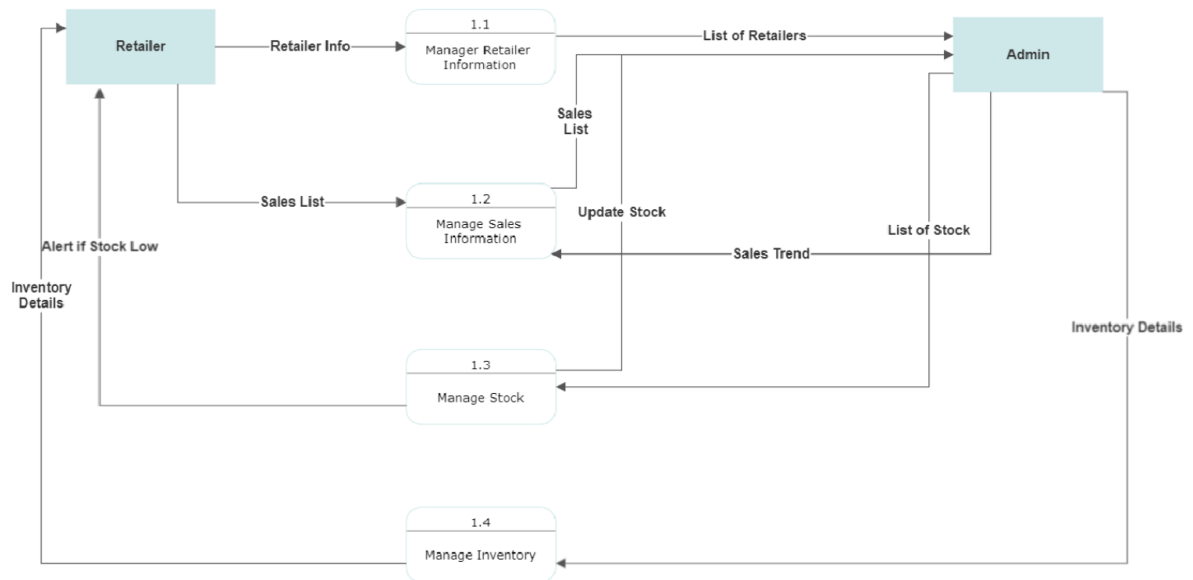 1.1
Retailer
Retailer Info
Manager Retailer
Information
List of Retailers
Admin
Sales
List
1.2
Sales List
Manage Sales
Information
Update Stock
List of Stock
Alert if Stock Low
Sales Trend
Inventory
Details
Inventory Details
1.3
Manage Stock
1.4
Manage Inventory